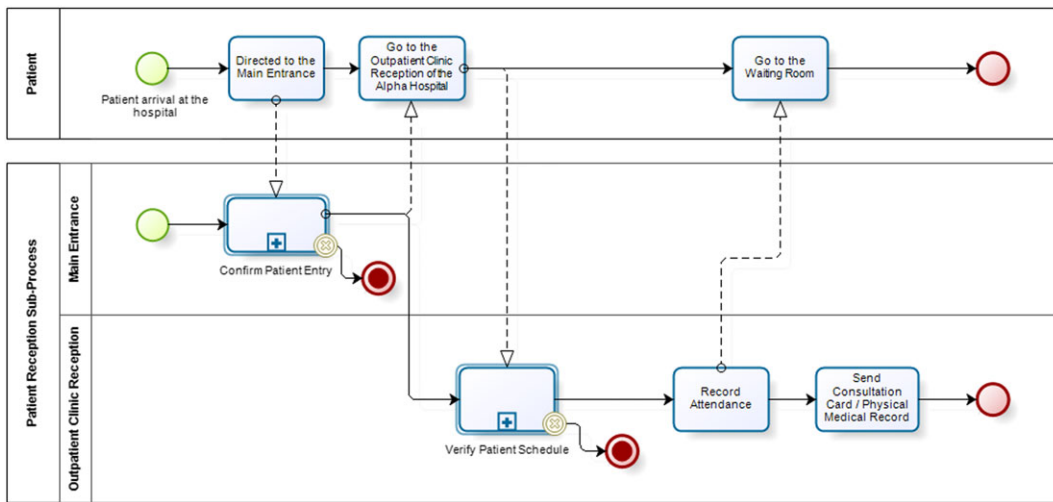 Patient
Directed to the
Main Entrance
Go to the
Outpatient Clinic
Reception of the
Alpha Hospital
Go to the
Waiting Room
Patient arrival at the
hospital
Patient Reception Sub-Process
Main Entrance
Confirm Patient Entry
Outpatient Clinic Reception
Verify Patient Schedule
Record
Attendance
Send
Consultation
Card / Physical
Medical Record